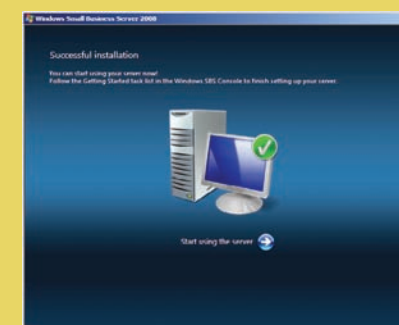 Windows Small Business Server 2008
Successful installation
You can start using your server now!
Follow the Getting Started task list in the Windows SBS Console to finish setting up your server.
Start using the server